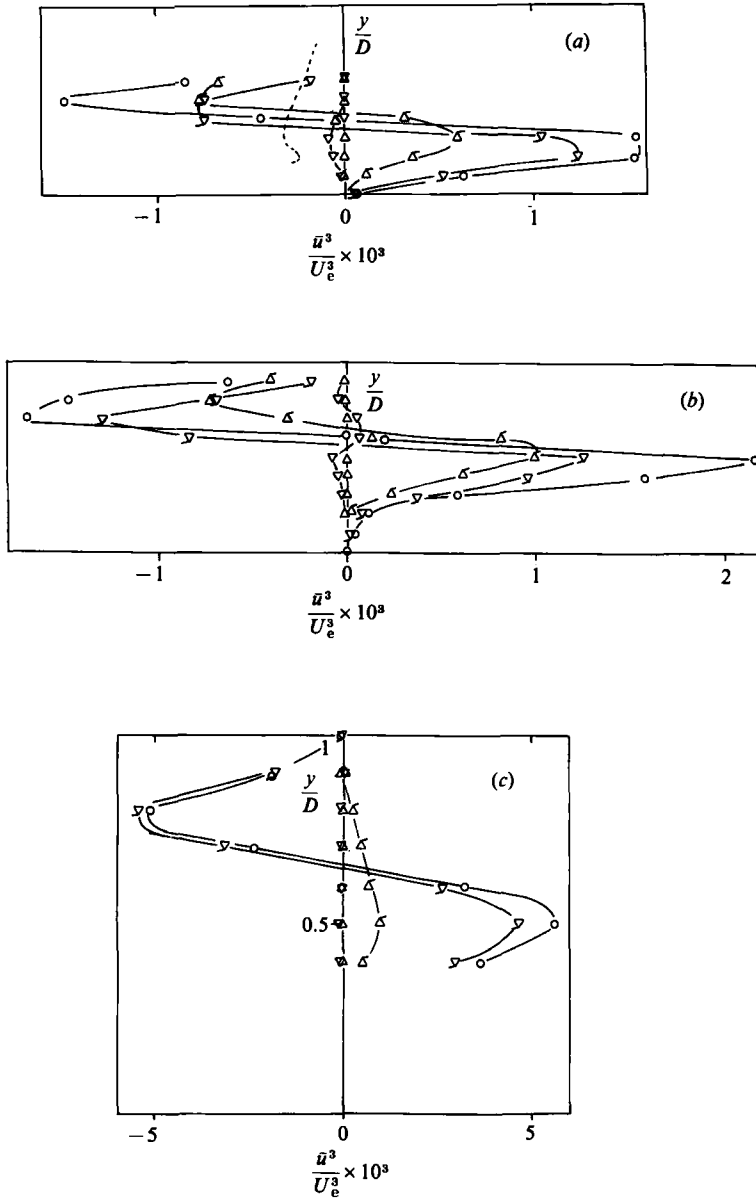 y/D
(a)
−1 0 1
ū³/U³ₑ × 10³
y/D
(b)
−1 0 1 2
ū³/U³ₑ × 10³
1
y/D
(c)
0.5
−5 0 5
ū³/U³ₑ × 10³